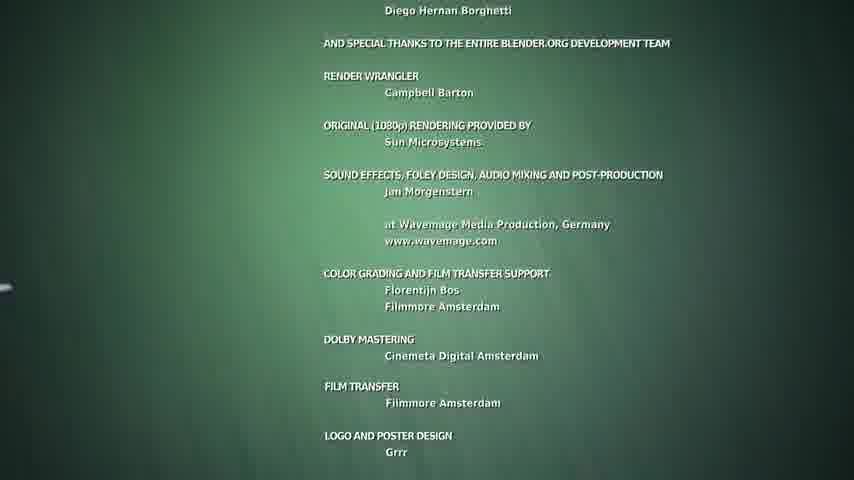 Diego Hernan Borghetti
AND SPECIAL THANKS TO THE ENTIRE BLENDER.ORG DEVELOPMENT TEAM
RENDER WRANGLER
Campbell Barton
ORIGINAL (1080p) RENDERING PROVIDED BY
Sun Microsystems
SOUND EFFECTS, FOLEY DESIGN, AUDIO MIXING AND POST-PRODUCTION
Jan Morgenstern
at Wavemage Media Production, Germany
www.wavemage.com
COLOR GRADING AND FILM TRANSFER SUPPORT
Florentijn Bos
Filmmore Amsterdam
DOLBY MASTERING
Cinemeta Digital Amsterdam
FILM TRANSFER
Filmmore Amsterdam
LOGO AND POSTER DESIGN
Grrr